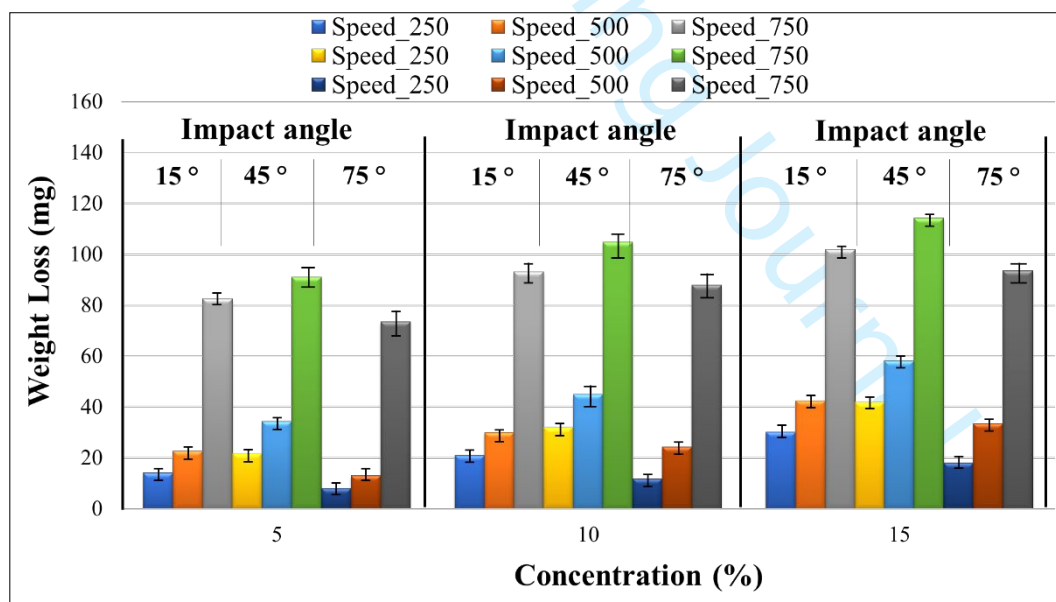 Speed_250 Speed_500 Speed_750
Speed_250 Speed_500 Speed_750
Speed_250 Speed_500 Speed_750
160
140
120
100
80
60
40
20
0
Weight Loss (mg)
Impact angle Impact angle Impact angle
15 ° 45 ° 75 ° 15 ° 45 ° 75 ° 15 ° 45 ° 75 °
5 10 15
Concentration (%)